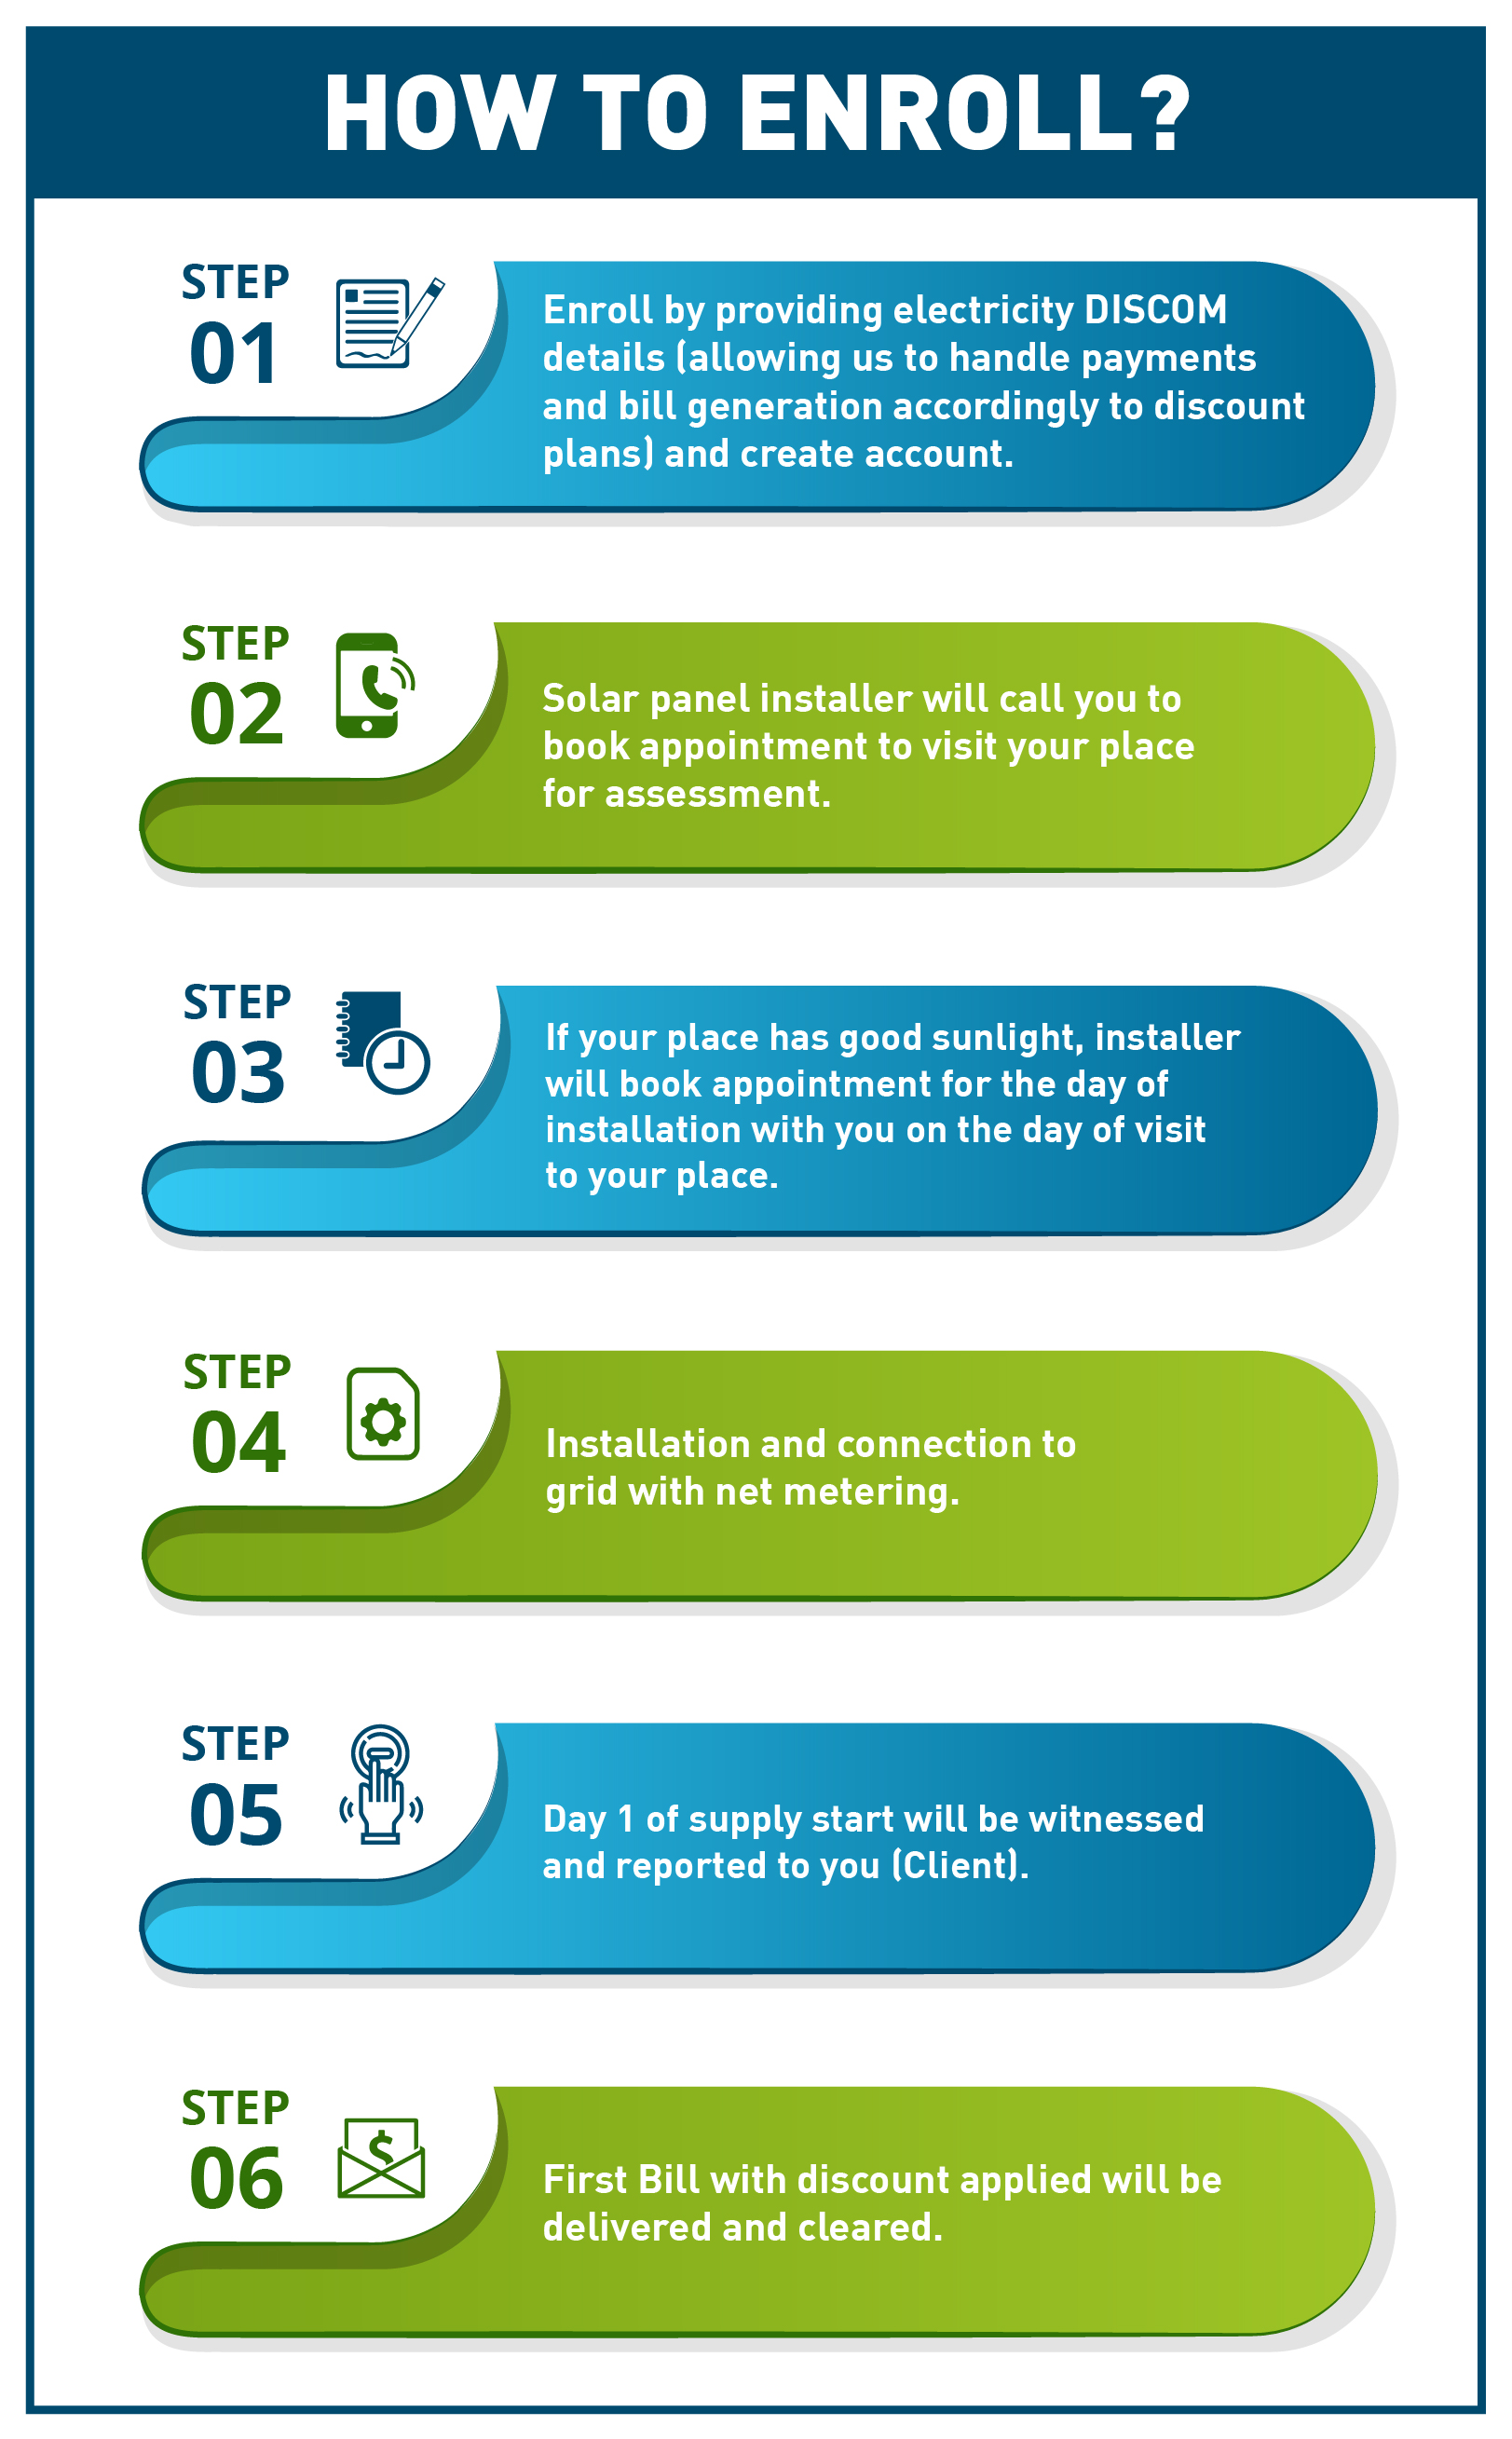 HOW TO ENROLL?
STEP
01
Enroll by providing electricity DISCOM
details (allowing us to handle payments
and bill generation accordingly to discount
plans) and create account.
STEP
02
Solar panel installer will call you to
book appointment to visit your place
for assessment.
STEP
03
If your place has good sunlight, installer
will book appointment for the day of
installation with you on the day of visit
to your place.
STEP
04
Installation and connection to
grid with net metering.
STEP
05
Day 1 of supply start will be witnessed
and reported to you (Client).
STEP
06
$
First Bill with discount applied will be
delivered and cleared.